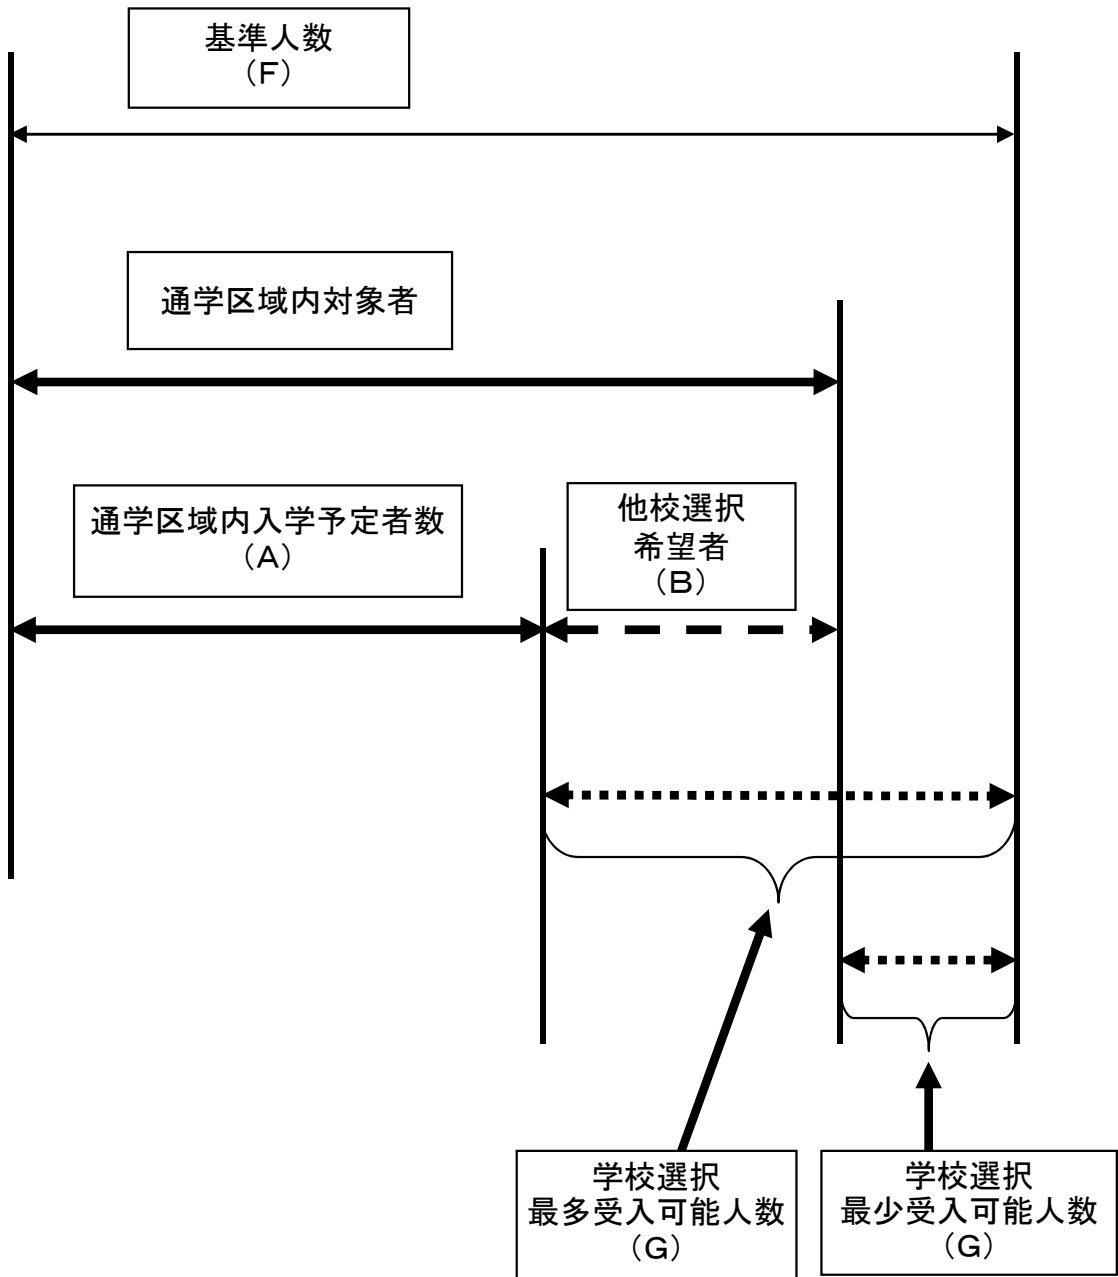 基準人数
（F）
通学区域内対象者
通学区域内入学予定者数
（A）
他校選択
希望者
（B）
学校選択
最多受入可能人数
（G）
学校選択
最少受入可能人数
（G）